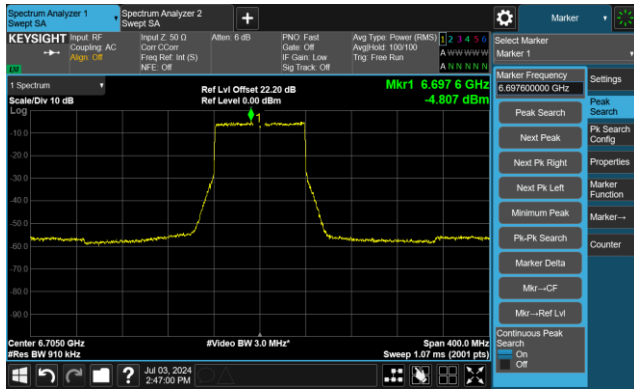 Spectrum Analyzer 1
Swept SA
Spectrum Analyzer 2
Swept SA
+
Marker
KEYSIGHT
Input: RF
Coupling: AC
Align: Off
Input Z: 50 Ω
Corr CCorr
Freq Ref: Int (S)
NFE: Off
Atten: 6 dB
PNO: Fast
Gate: Off
IF Gain: Low
Sig Track: Off
Avg Type: Power (RMS)
Avg|Hold: 100/100
Trig: Free Run
1 2 3 4 5 6
A W W W W W
A N N N N N
Select Marker
Marker 1
1 Spectrum
Scale/Div 10 dB
Ref Lvl Offset 22.20 dB
Ref Level 0.00 dBm
Mkr1 6.697 6 GHz
-4.807 dBm
Log
1
-10.0
-20.0
-30.0
-40.0
-50.0
-60.0
-70.0
-80.0
-90.0
Center 6.7050 GHz
#Res BW 910 kHz
#Video BW 3.0 MHz*
Span 400.0 MHz
Sweep 1.07 ms (2001 pts)
Marker Frequency
6.697600000 GHz
Peak Search
Next Peak
Next Pk Right
Next Pk Left
Minimum Peak
Pk-Pk Search
Marker Delta
Mkr→CF
Mkr→Ref Lvl
Continuous Peak
Search
On
Off
Settings
Peak
Search
Pk Search
Config
Properties
Marker
Function
Marker→
Counter
?
Jul 03, 2024
2:47:00 PM